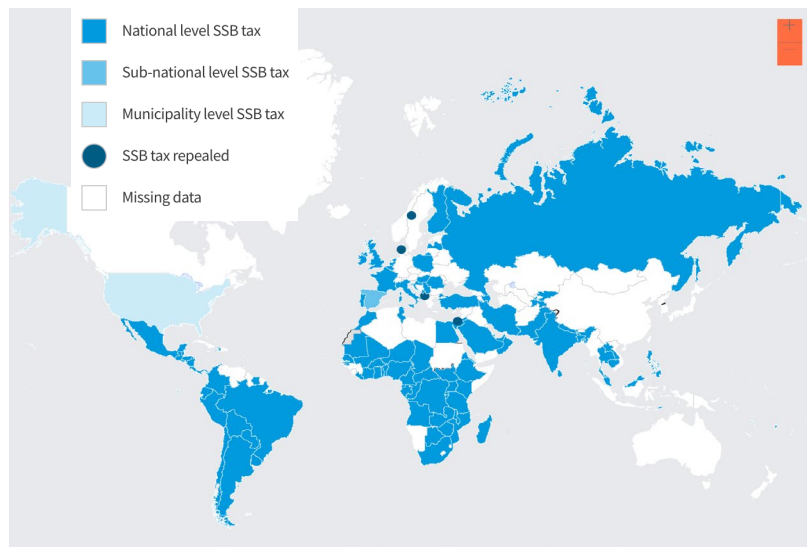 National level SSB tax
Sub-national level SSB tax
Municipality level SSB tax
SSB tax repealed
Missing data